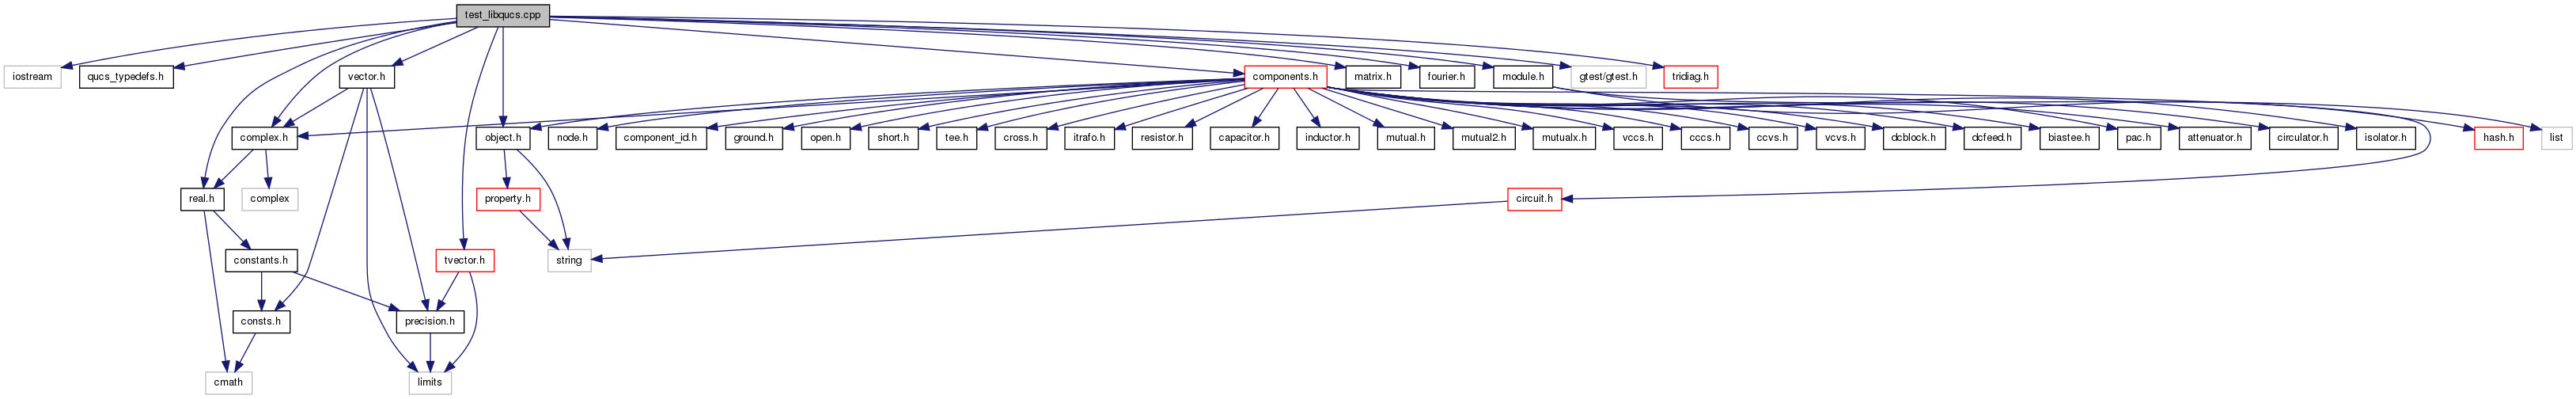 test_libqucs.cpp
iostream
qucs_typedefs.h
vector.h
components.h
matrix.h
fourier.h
module.h
gtest/gtest.h
tridiag.h
complex.h
object.h
node.h
component_id.h
ground.h
open.h
short.h
tee.h
cross.h
itrafo.h
resistor.h
capacitor.h
inductor.h
mutual.h
mutual2.h
mutualx.h
vccs.h
cccs.h
ccvs.h
vcvs.h
dcblock.h
dcfeed.h
biastee.h
pac.h
attenuator.h
circulator.h
isolator.h
hash.h
list
real.h
complex
property.h
circuit.h
constants.h
tvector.h
string
consts.h
precision.h
cmath
limits